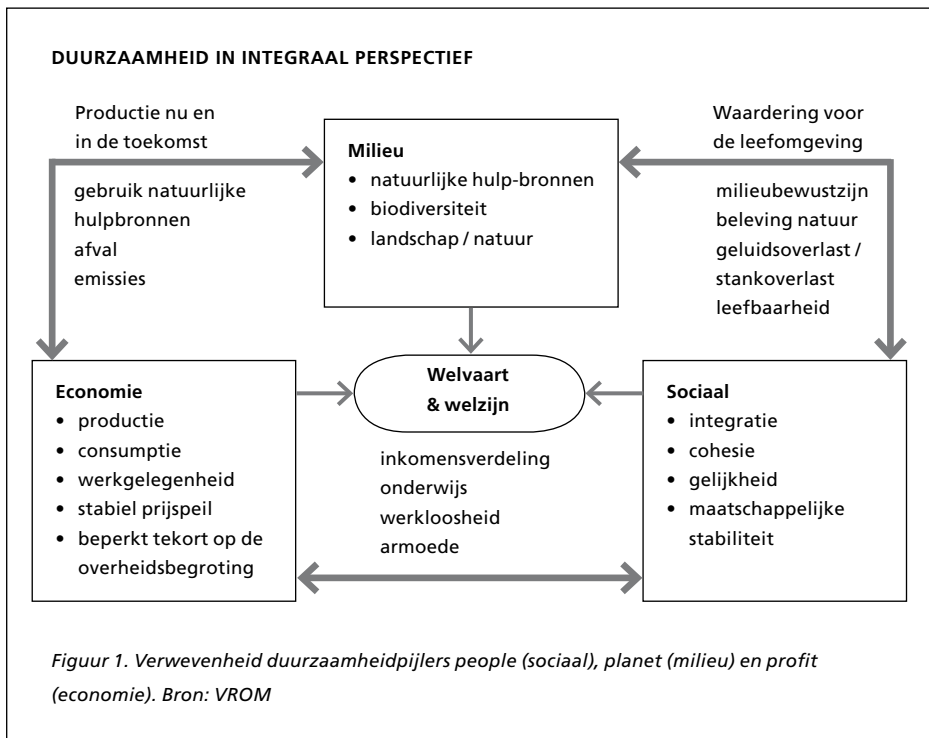 DUURZAAMHEID IN INTEGRAAL PERSPECTIEF
Productie nu en
in de toekomst
gebruik natuurlijke
hulpbronnen
afval
emissies
Milieu
• natuurlijke hulp-bronnen
• biodiversiteit
• landschap / natuur
Waardering voor
de leefomgeving
milieubewustzijn
beleving natuur
geluidsoverlast /
stankoverlast
leefbaarheid
Economie
• productie
• consumptie
• werkgelegenheid
• stabiel prijspeil
• beperkt tekort op de
overheidsbegroting
Welvaart
& welzijn
inkomensverdeling
onderwijs
werkloosheid
armoede
Sociaal
• integratie
• cohesie
• gelijkheid
• maatschappelijke
stabiliteit
Figuur 1. Verwevenheid duurzaamheidpijlers people (sociaal), planet (milieu) en profit
(economie). Bron: VROM